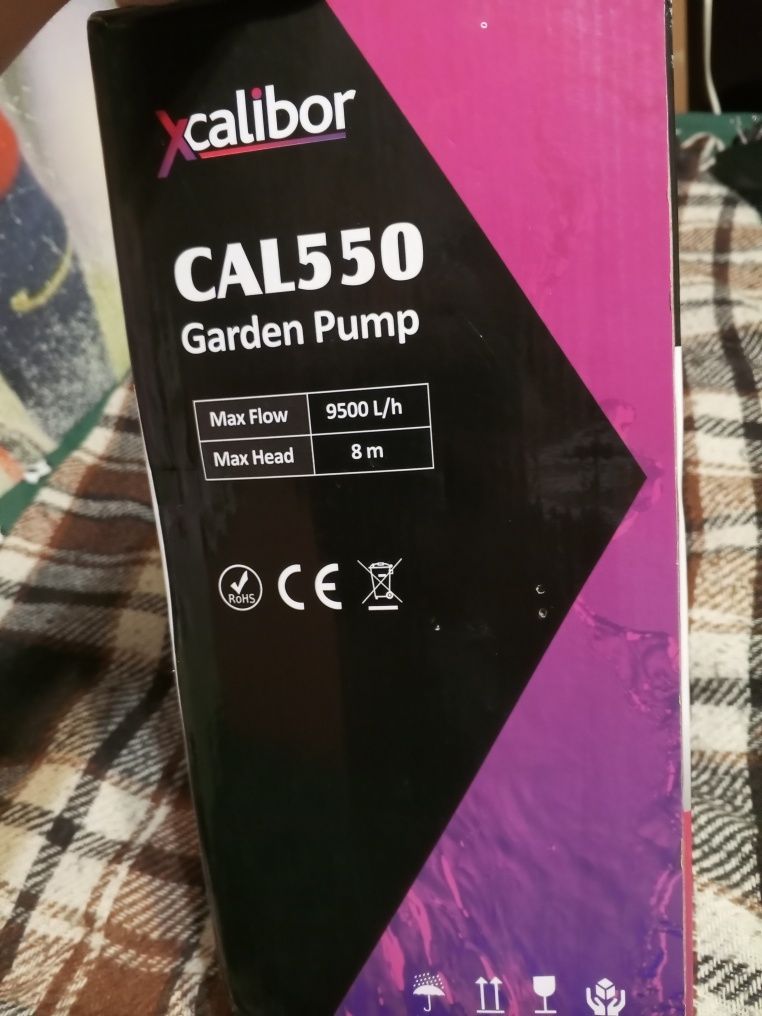 Xcalibor
CAL550
Garden Pump
Max Flow 9500 L/h
Max Head 8 m
RoHS CE